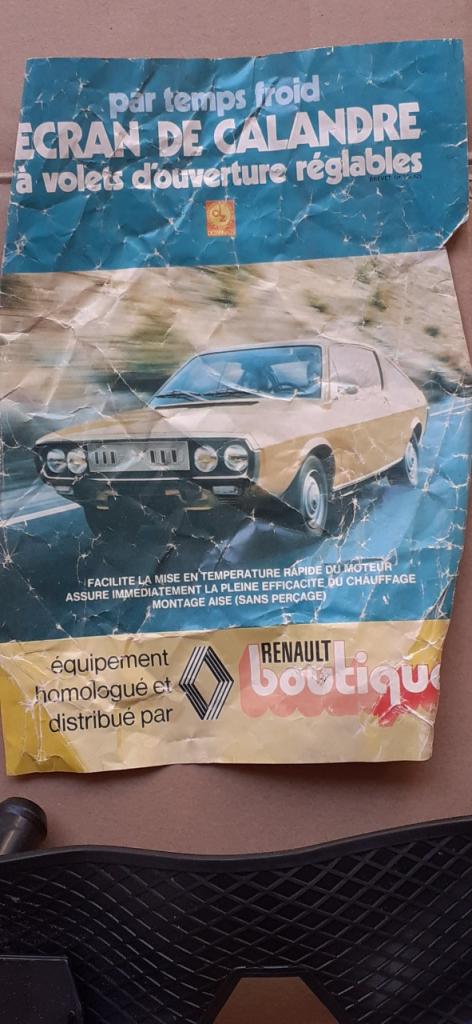 par temps froid
ECRAN DE CALANDRE
à volets d'ouverture réglables
BREVET
FACILITE LA MISE EN TEMPERATURE RAPIDE DU MOTEUR
ASSURE IMMEDIATEMENT LA PLEINE EFFICACITE DU CHAUFFAGE
MONTAGE AISE (SANS PERÇAGE)
équipement
homologué et
distribué par
RENAULT
boutique